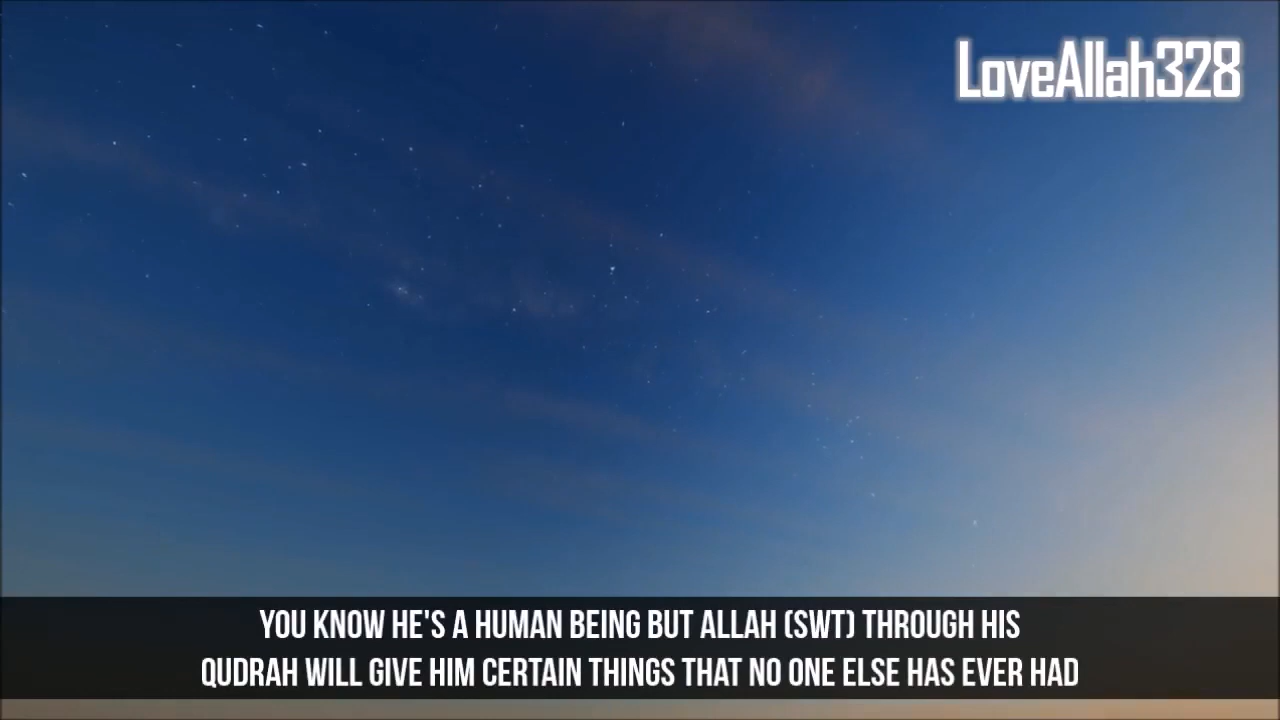 LoveAllah328
YOU KNOW HE'S A HUMAN BEING BUT ALLAH (SWT) THROUGH HIS
QUDRAH WILL GIVE HIM CERTAIN THINGS THAT NO ONE ELSE HAS EVER HAD